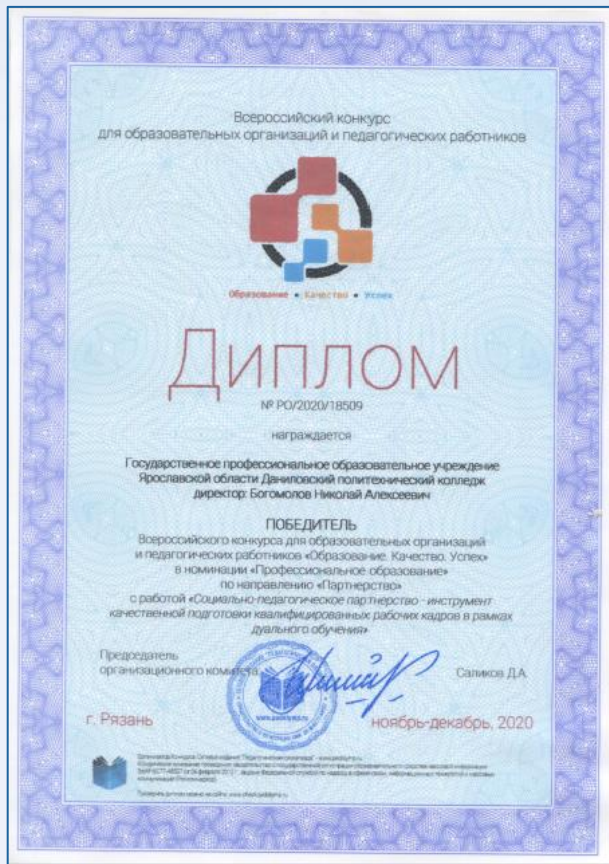 Всероссийский конкурс
для образовательных организаций и педагогических работников
Образование • Качество • Успех
Диплом
№ РО/2020/18509
награждается
Государственное профессиональное образовательное учреждение
Ярославской области Даниловский политехнический колледж
директор: Богомолов Николай Алексеевич
ПОБЕДИТЕЛЬ
Всероссийского конкурса для образовательных организаций
и педагогических работников «Образование. Качество. Успех»
в номинации «Профессиональное образование»
по направлению «Партнерство»
с работой «Социально-педагогическое партнерство - инструмент
качественной подготовки квалифицированных рабочих кадров в рамках
дуального обучения»
Председатель
организационного комитета
Саликов Д.А.
г. Рязань
ноябрь-декабрь, 2020